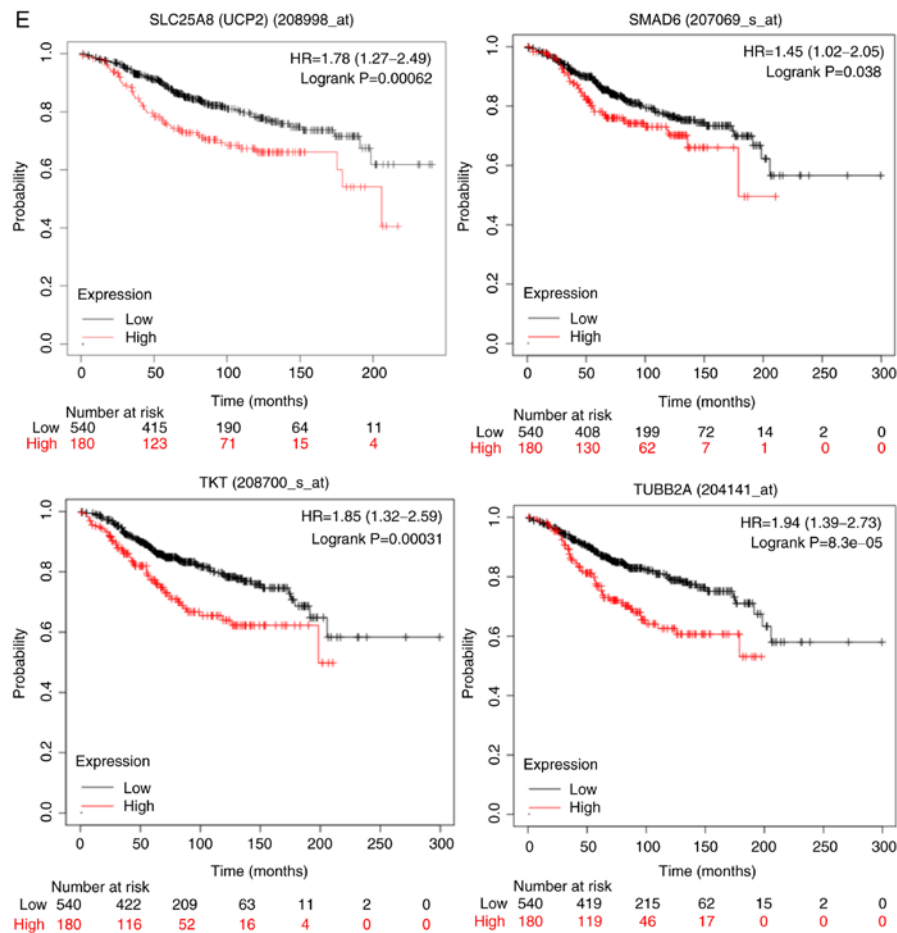 E
SLC25A8 (UCP2) (208998_at)
HR=1.78 (1.27–2.49)
Logrank P=0.00062
Probability
1.0
0.8
0.6
0.4
0.2
0.0
Expression
Low
High
0 50 100 150 200
Time (months)
Number at risk
Low 540 415 190 64 11
High 180 123 71 15 4
SMAD6 (207069_s_at)
HR=1.45 (1.02–2.05)
Logrank P=0.038
Probability
1.0
0.8
0.6
0.4
0.2
0.0
Expression
Low
High
0 50 100 150 200 250 300
Time (months)
Number at risk
Low 540 408 199 72 14 2 0
High 180 130 62 7 1 0 0
TKT (208700_s_at)
HR=1.85 (1.32–2.59)
Logrank P=0.00031
Probability
1.0
0.8
0.6
0.4
0.2
0.0
Expression
Low
High
0 50 100 150 200 250 300
Time (months)
Number at risk
Low 540 422 209 63 11 2 0
High 180 116 52 16 4 0 0
TUBB2A (204141_at)
HR=1.94 (1.39–2.73)
Logrank P=8.3e−05
Probability
1.0
0.8
0.6
0.4
0.2
0.0
Expression
Low
High
0 50 100 150 200 250 300
Time (months)
Number at risk
Low 540 419 215 62 15 2 0
High 180 119 46 17 0 0 0